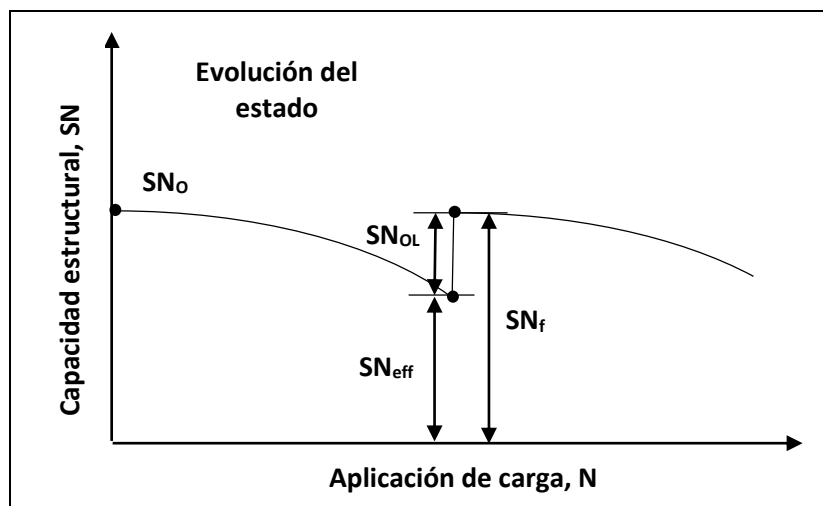 Evolución del
estado
Capacidad estructural, SN
SNO
SNOL
SNf
SNeff
Aplicación de carga, N